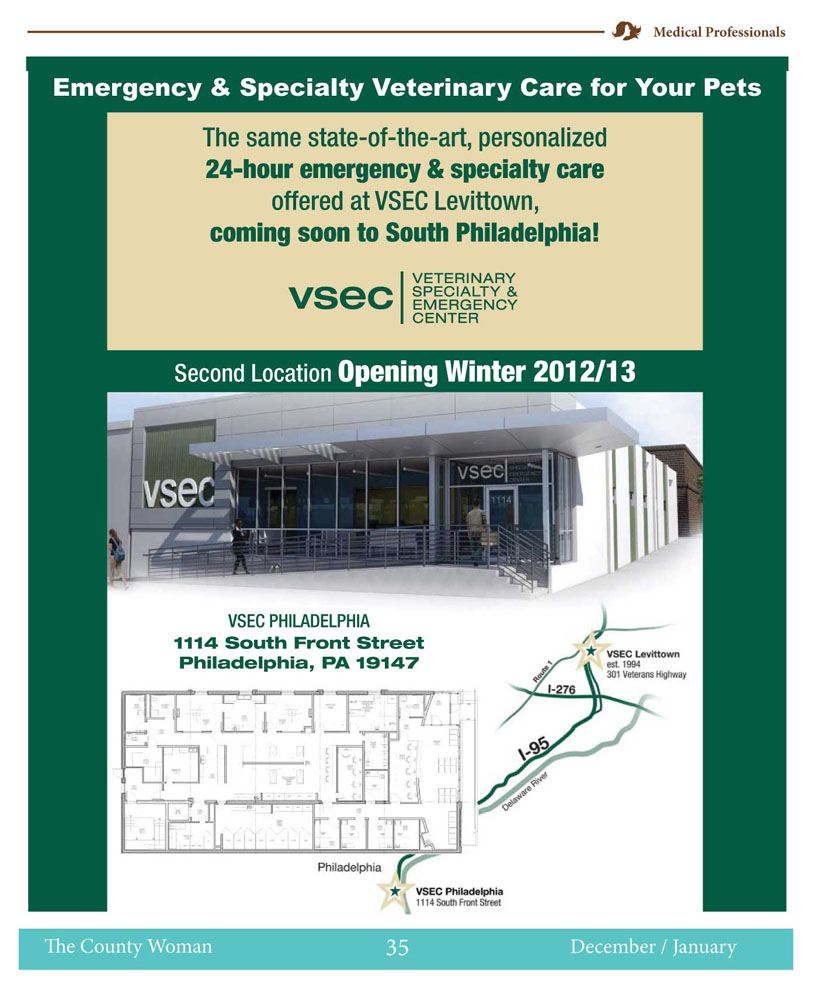 Medical Professionals
Emergency & Specialty Veterinary Care for Your Pets
The same state-of-the-art, personalized
24-hour emergency & specialty care
offered at VSEC Levittown,
coming soon to South Philadelphia!
vsec
VETERINARY
SPECIALTY &
EMERGENCY
CENTER
Second Location Opening Winter 2012/13
vsec
vsec
SPECIALTY
EMERGENCY
CENTER
1114
VSEC PHILADELPHIA
1114 South Front Street
Philadelphia, PA 19147
VSEC Levittown
est. 1994
301 Veterans Highway
Route 1
I-276
I-95
Delaware River
Philadelphia
VSEC Philadelphia
1114 South Front Street
The County Woman
35
December / January